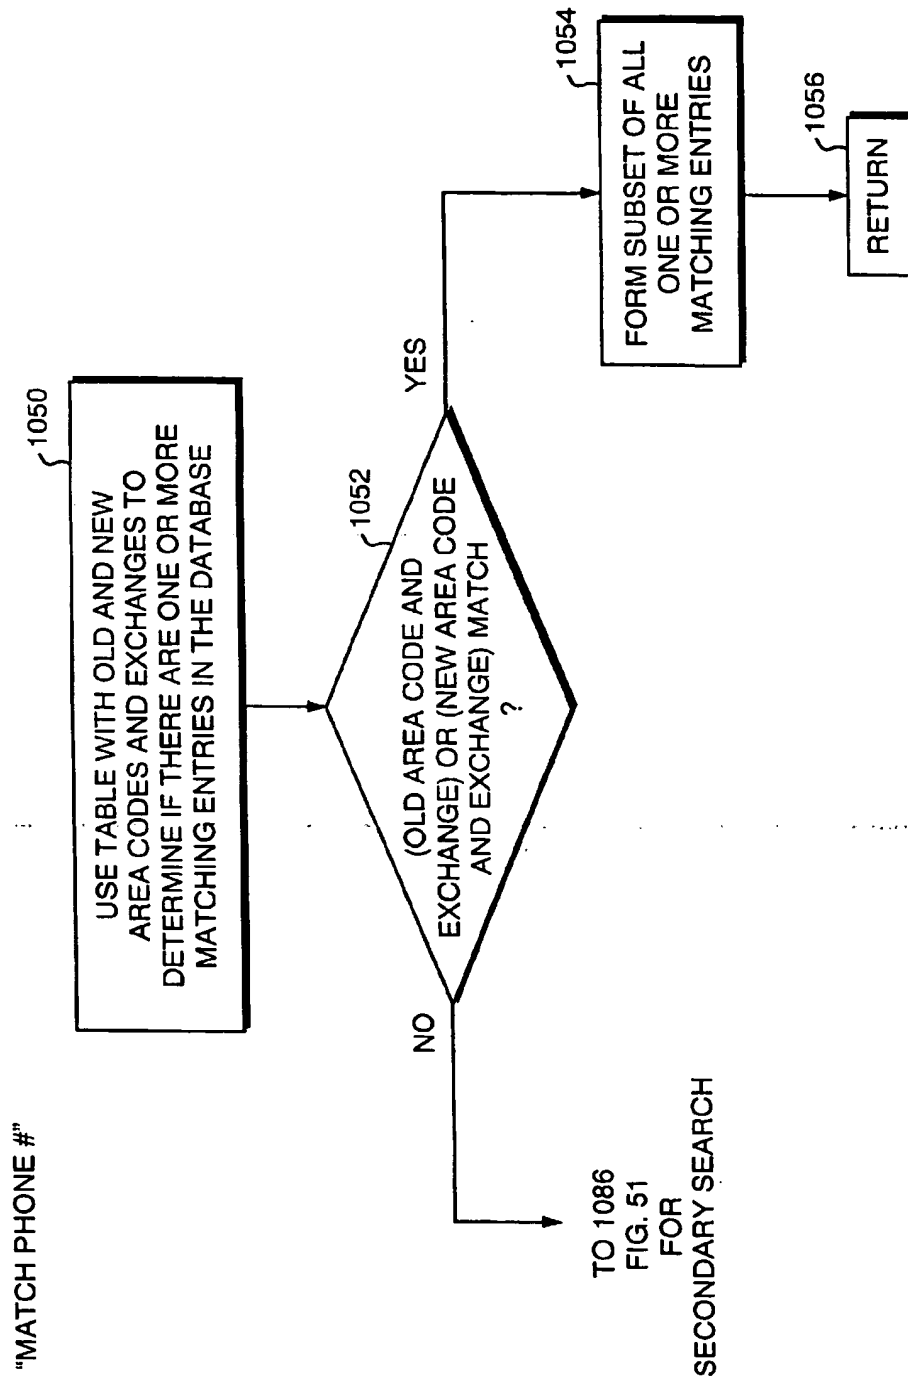 "MATCH PHONE #"
1050
USE TABLE WITH OLD AND NEW
AREA CODES AND EXCHANGES TO
DETERMINE IF THERE ARE ONE OR MORE
MATCHING ENTRIES IN THE DATABASE
1052
(OLD AREA CODE AND
EXCHANGE) OR (NEW AREA CODE
AND EXCHANGE) MATCH
?
NO
YES
TO 1086
FIG. 51
FOR
SECONDARY SEARCH
1054
FORM SUBSET OF ALL
ONE OR MORE
MATCHING ENTRIES
1056
RETURN